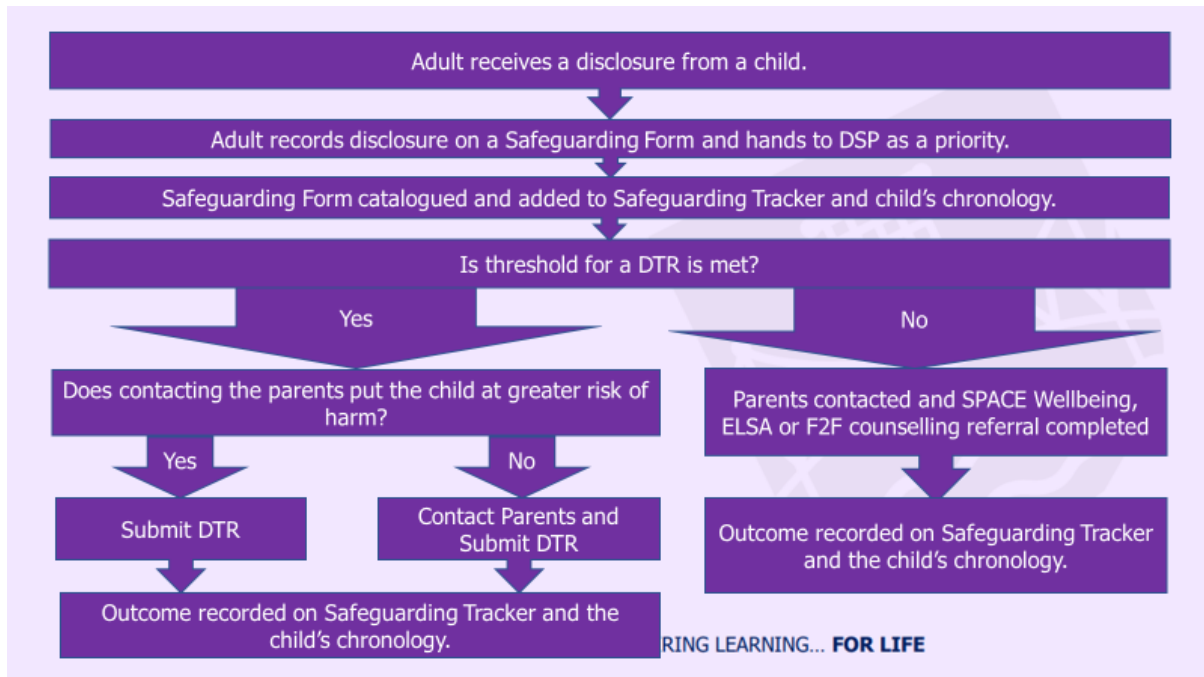 Adult receives a disclosure from a child.
Adult records disclosure on a Safeguarding Form and hands to DSP as a priority.
Safeguarding Form catalogued and added to Safeguarding Tracker and child's chronology.
Is threshold for a DTR is met?
Yes
No
Does contacting the parents put the child at greater risk of
harm?
Parents contacted and SPACE Wellbeing,
ELSA or F2F counselling referral completed
Yes
No
Submit DTR
Contact Parents and
Submit DTR
Outcome recorded on Safeguarding Tracker
and the child's chronology.
Outcome recorded on Safeguarding Tracker and the
child's chronology.
RING LEARNING... FOR LIFE